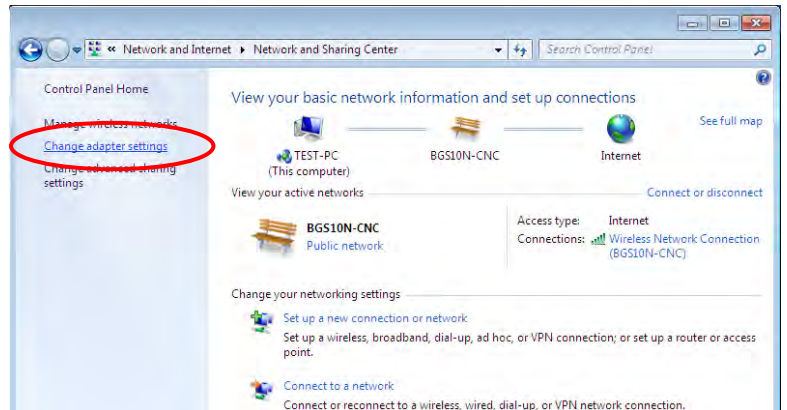 « Network and Internet ▸ Network and Sharing Center
Search Control Panel
Control Panel Home
Manage wireless networks
Change adapter settings
Change advanced sharing
settings
View your basic network information and set up connections
See full map
TEST-PC
(This computer)
BGS10N-CNC
Internet
View your active networks
Connect or disconnect
BGS10N-CNC
Public network
Access type: Internet
Connections: Wireless Network Connection
(BGS10N-CNC)
Change your networking settings
Set up a new connection or network
Set up a wireless, broadband, dial-up, ad hoc, or VPN connection; or set up a router or access
point.
Connect to a network
Connect or reconnect to a wireless, wired, dial-up, or VPN network connection.